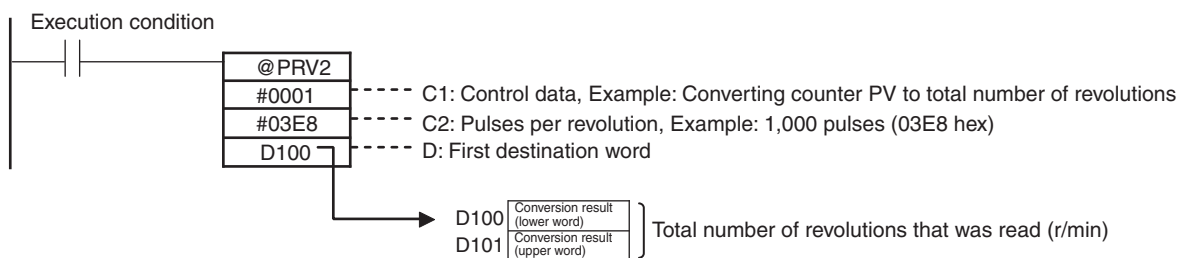 Execution condition
@PRV2
#0001 C1: Control data, Example: Converting counter PV to total number of revolutions
#03E8 C2: Pulses per revolution, Example: 1,000 pulses (03E8 hex)
D100 D: First destination word
D100 Conversion result
(lower word)
Total number of revolutions that was read (r/min)
D101 Conversion result
(upper word)